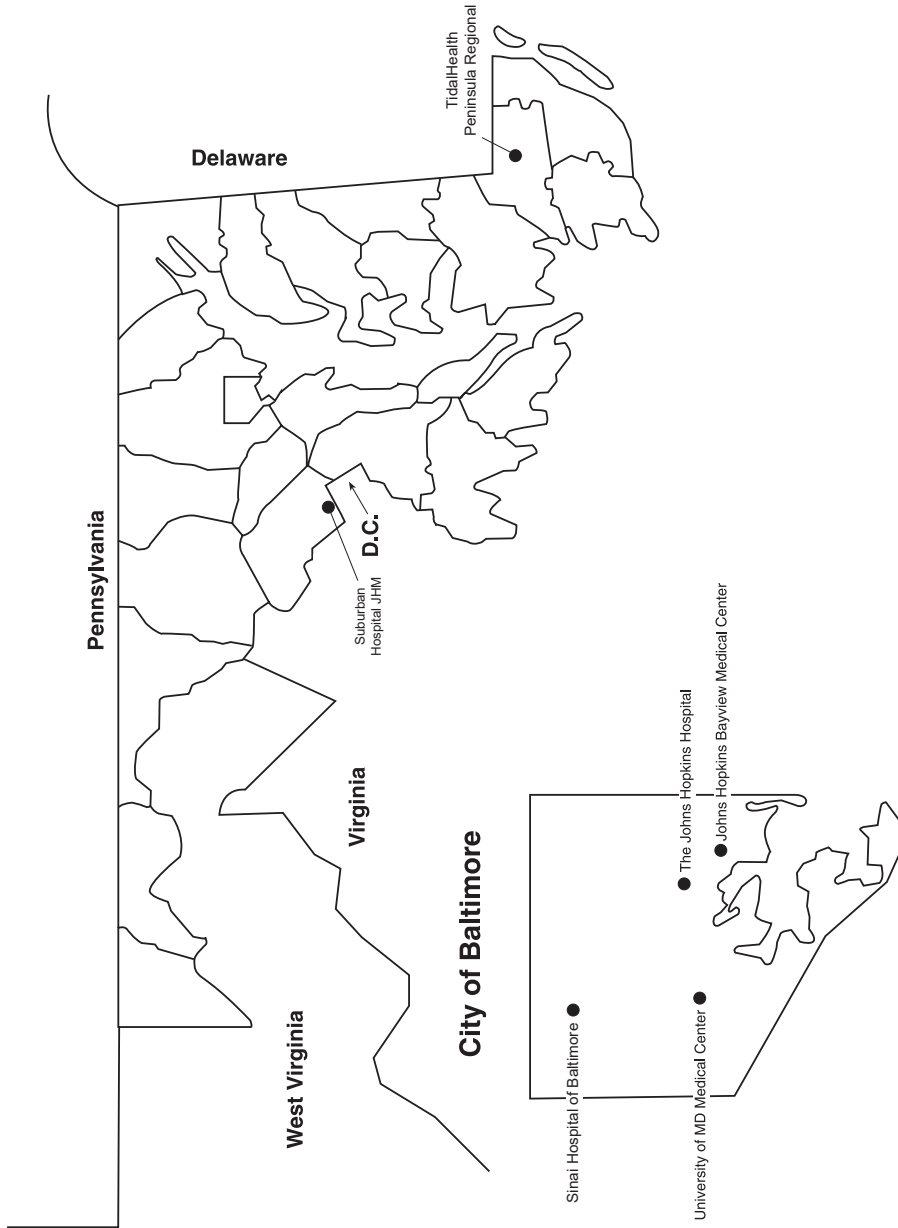 Pennsylvania
Delaware
TidalHealth
Peninsula Regional
D.C.
Suburban
Hospital JHM
West Virginia
Virginia
City of Baltimore
Sinai Hospital of Baltimore
The Johns Hopkins Hospital
University of MD Medical Center
Johns Hopkins Bayview Medical Center